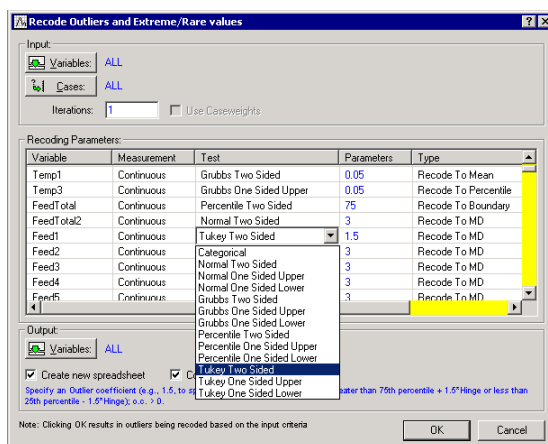 Recode Outliers and Extreme/Rare values
Input:
Variables: ALL
Cases: ALL
Iterations: 1 Use Caseweights
Recoding Parameters:
Variable Measurement Test Parameters Type
Temp1 Continuous Grubbs Two Sided 0.05 Recode To Mean
Temp3 Continuous Grubbs One Sided Upper 0.05 Recode To Percentile
FeedTotal Continuous Percentile Two Sided 75 Recode To Boundary
FeedTotal2 Continuous Normal Two Sided 3 Recode To MD
Feed1 Continuous Tukey Two Sided 1.5 Recode To MD
Feed2 Continuous 3 Recode To MD
Feed3 Continuous 3 Recode To MD
Feed4 Continuous 3 Recode To MD
Feed5 Continuous 3 Recode To MD
Categorical
Normal Two Sided
Normal One Sided Upper
Normal One Sided Lower
Grubbs Two Sided
Grubbs One Sided Upper
Grubbs One Sided Lower
Percentile Two Sided
Percentile One Sided Upper
Percentile One Sided Lower
Tukey Two Sided
Tukey One Sided Upper
Tukey One Sided Lower
Output:
Variables: ALL
Create new spreadsheet
Specify an Outlier coefficient (e.g., 1.5, to eater than 75th percentile + 1.5*Hinge or less than
25th percentile - 1.5*Hinge); o.c. > 0.
Note: Clicking OK results in outliers being recoded based on the input criteria
OK Cancel